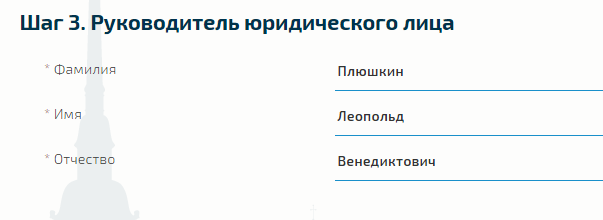 Шаг 3. Руководитель юридического лица
* Фамилия Плюшкин
* Имя Леопольд
* Отчество Венедиктович